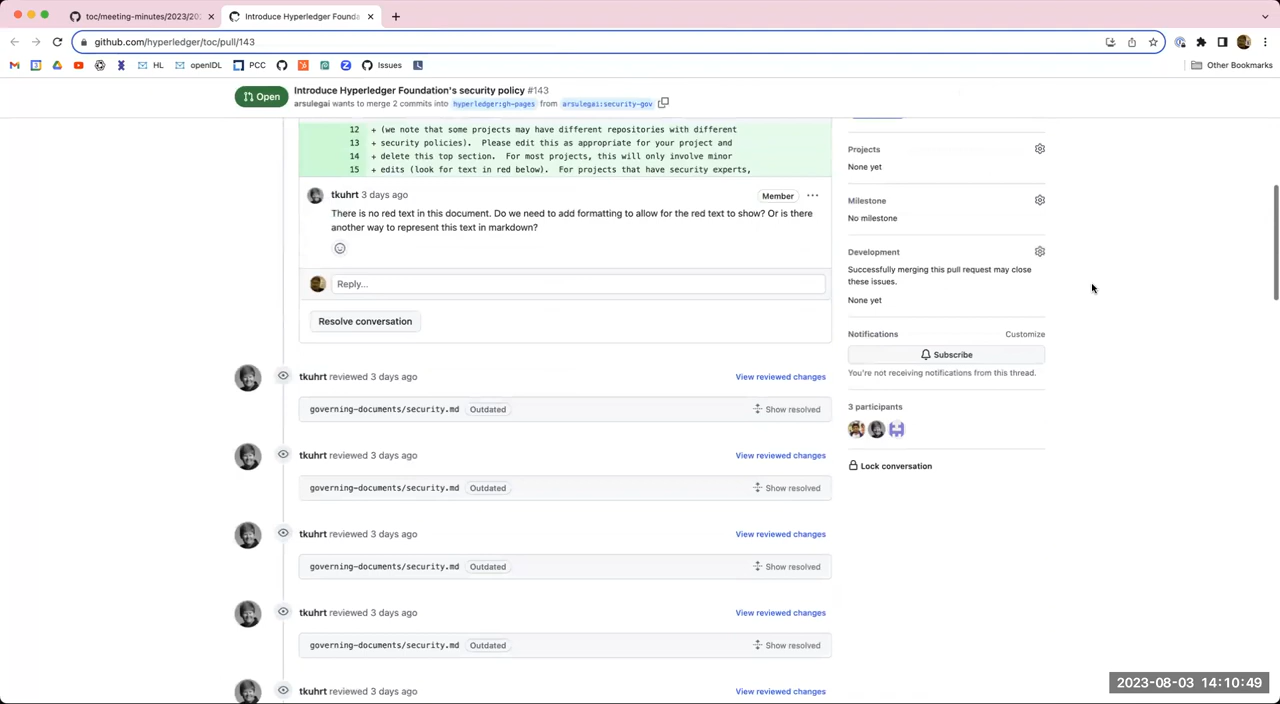 toc/meeting-minutes/2023/202
Introduce Hyperledger Founda
github.com/hyperledger/toc/pull/143
HL
openIDL
PCC
Issues
Other Bookmarks
Open
Introduce Hyperledger Foundation's security policy #143
arsulegai wants to merge 2 commits into hyperledger:gh-pages from arsulegai:security-gov
12 + (we note that some projects may have different repositories with different
13 + security policies). Please edit this as appropriate for your project and
14 + delete this top section. For most projects, this will only involve minor
15 + edits (look for text in red below). For projects that have security experts,
tkuhrt 3 days ago
Member
There is no red text in this document. Do we need to add formatting to allow for the red text to show? Or is there
another way to represent this text in markdown?
Reply...
Resolve conversation
tkuhrt reviewed 3 days ago
View reviewed changes
governing-documents/security.md Outdated
Show resolved
tkuhrt reviewed 3 days ago
View reviewed changes
governing-documents/security.md Outdated
Show resolved
tkuhrt reviewed 3 days ago
View reviewed changes
governing-documents/security.md Outdated
Show resolved
tkuhrt reviewed 3 days ago
View reviewed changes
governing-documents/security.md Outdated
Show resolved
tkuhrt reviewed 3 days ago
View reviewed changes
Projects
None yet
Milestone
No milestone
Development
Successfully merging this pull request may close
these issues.
None yet
Notifications
Customize
Subscribe
You're not receiving notifications from this thread.
3 participants
Lock conversation
2023-08-03 14:10:49